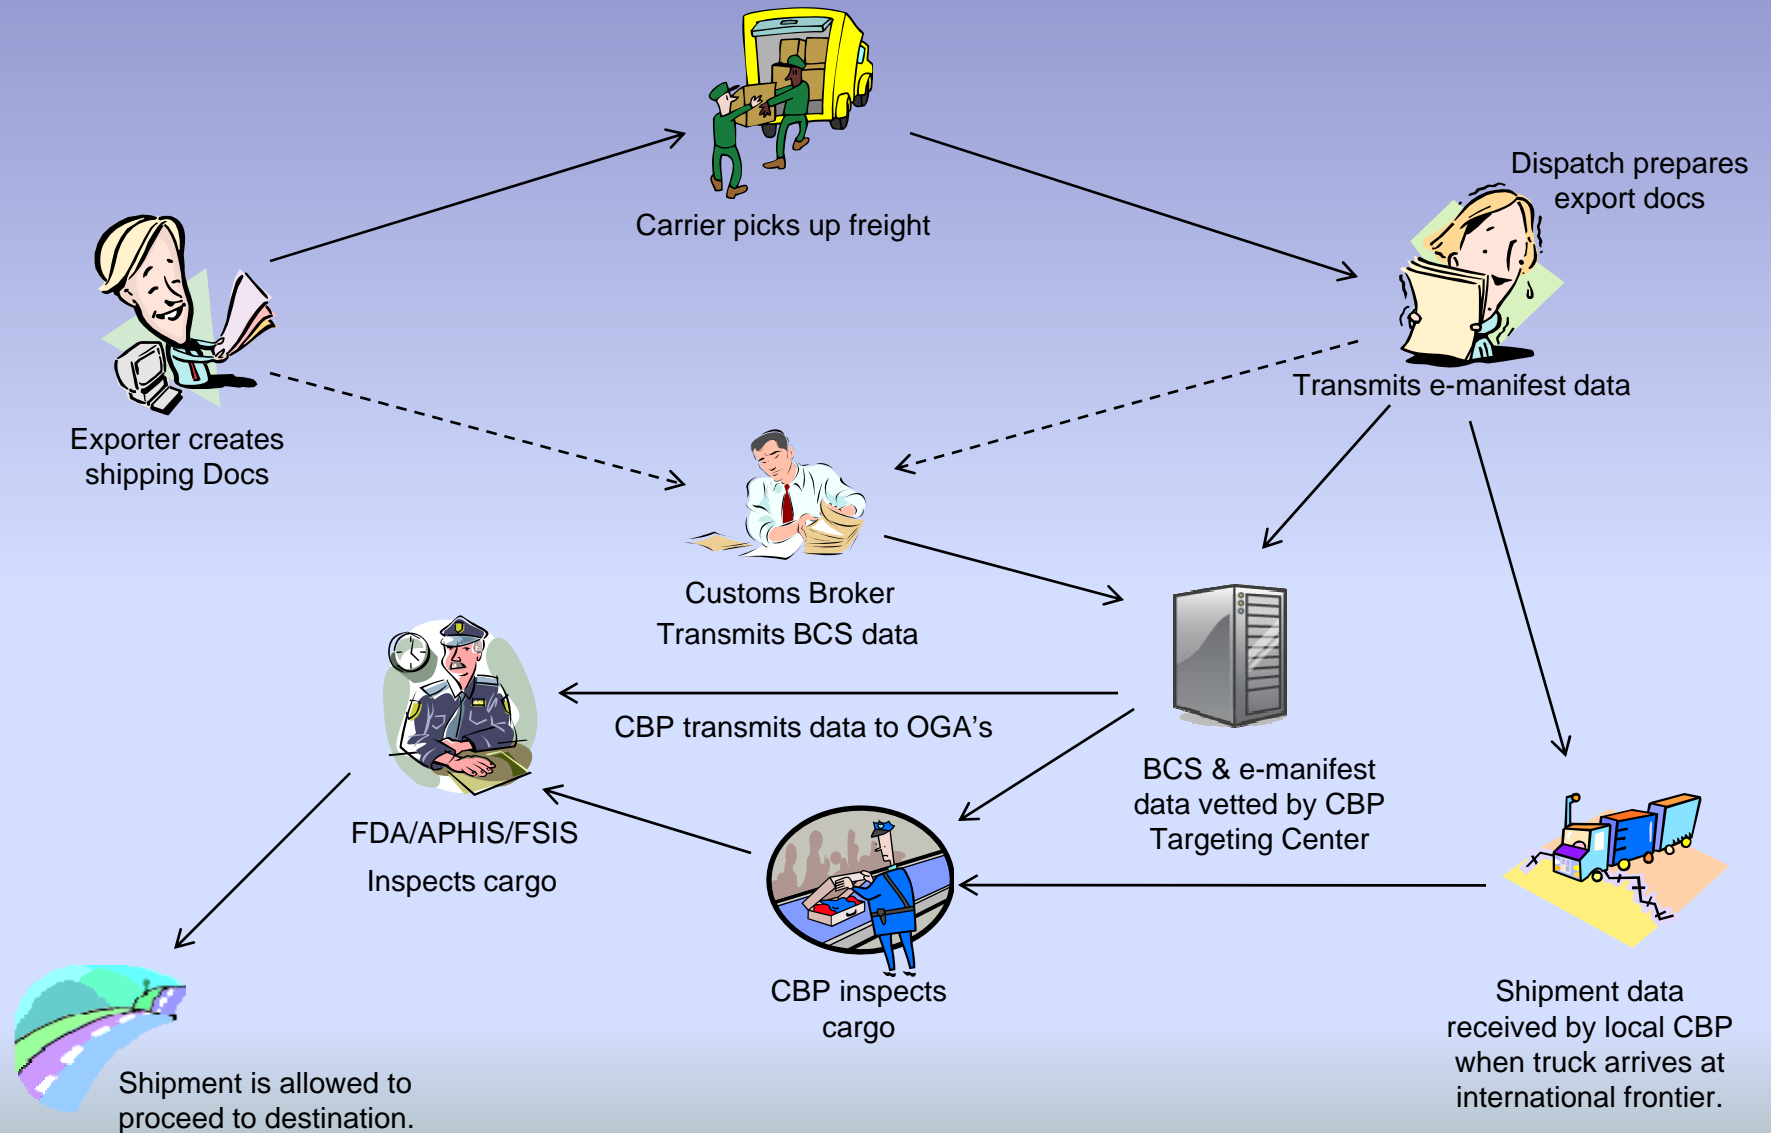 Carrier picks up freight
Dispatch prepares
export docs
Transmits e-manifest data
Exporter creates
shipping Docs
Customs Broker
Transmits BCS data
CBP transmits data to OGA's
BCS & e-manifest
data vetted by CBP
Targeting Center
FDA/APHIS/FSIS
Inspects cargo
CBP inspects
cargo
Shipment data
received by local CBP
when truck arrives at
international frontier.
Shipment is allowed to
proceed to destination.